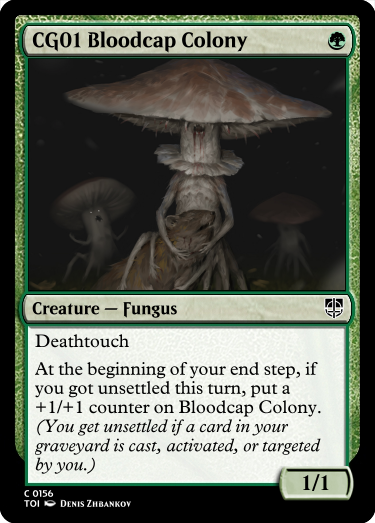 CG01 Bloodcap Colony
Creature — Fungus
Deathtouch
At the beginning of your end step, if
you got unsettled this turn, put a
+1/+1 counter on Bloodcap Colony.
(You get unsettled if a card in your
graveyard is cast, activated, or targeted
by you.)
1/1
C 0156
TOI Denis Zhbankov